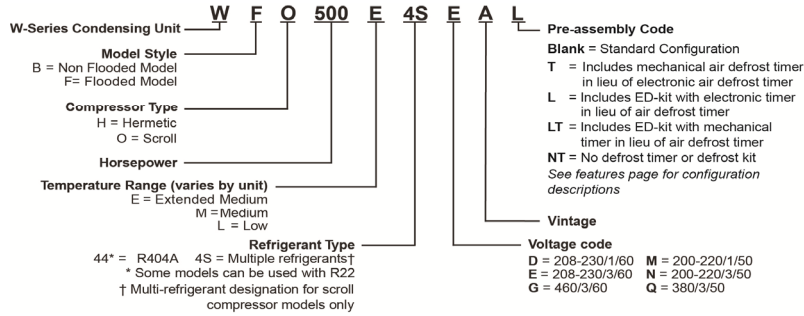 W F O 500 E 4S E A L
W-Series Condensing Unit
Model Style
B = Non Flooded Model
F= Flooded Model
Compressor Type
H = Hermetic
O = Scroll
Horsepower
Temperature Range (varies by unit)
E = Extended Medium
M = Medium
L = Low
Refrigerant Type
44* = R404A 4S = Multiple refrigerants†
* Some models can be used with R22
† Multi-refrigerant designation for scroll
compressor models only
Pre-assembly Code
Blank = Standard Configuration
T = Includes mechanical air defrost timer
in lieu of electronic air defrost timer
L = Includes ED-kit with electronic timer
in lieu of air defrost timer
LT = Includes ED-kit with mechanical
timer in lieu of air defrost timer
NT = No defrost timer or defrost kit
See features page for configuration
descriptions
Vintage
Voltage code
D = 208-230/1/60 M = 200-220/1/50
E = 208-230/3/60 N = 200-220/3/50
G = 460/3/60 Q = 380/3/50